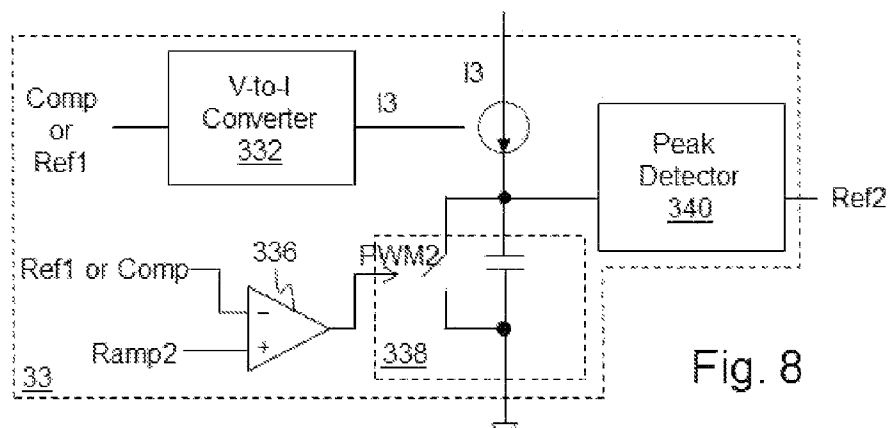 Comp
or
Ref1
V-to-I
Converter
332
I3
I3
Peak
Detector
340
Ref2
336
PWM2
Ref1 or Comp
Ramp2
-
+
338
33
Fig. 8